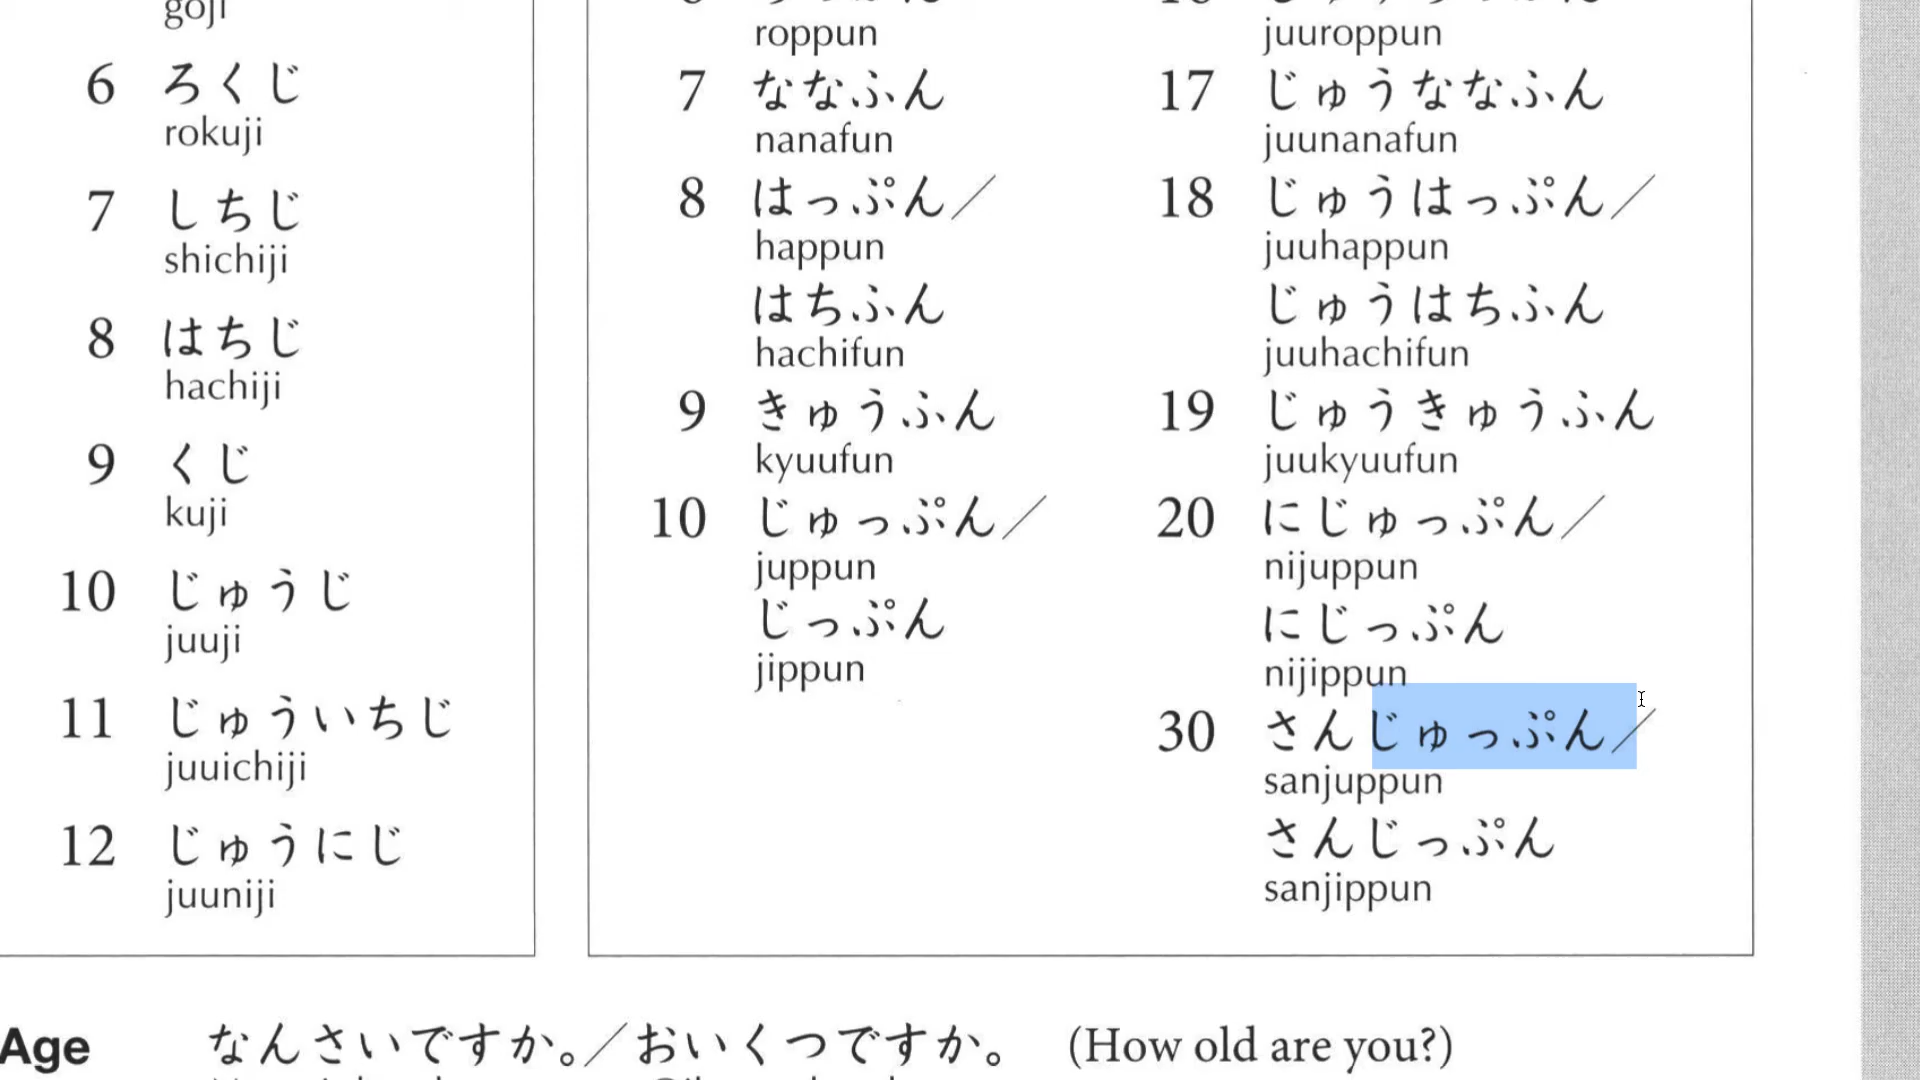 goji
6 ろくじ
rokuji
7 しちじ
shichiji
8 はちじ
hachiji
9 くじ
kuji
10 じゅうじ
juuji
11 じゅういちじ
juuichiji
12 じゅうにじ
juuniji
roppun
7 ななふん
nanafun
8 はっぷん／
happun
はちふん
hachifun
9 きゅうふん
kyuufun
10 じゅっぷん／
juppun
じっぷん
jippun
juuroppun
17 じゅうななふん
juunanafun
18 じゅうはっぷん／
juuhappun
じゅうはちふん
juuhachifun
19 じゅうきゅうふん
juukyuufun
20 にじゅっぷん／
nijuppun
にじっぷん
nijippun
30 さんじゅっぷん／
sanjuppun
さんじっぷん
sanjippun
Age なんさいですか。／おいくつですか。 (How old are you?)